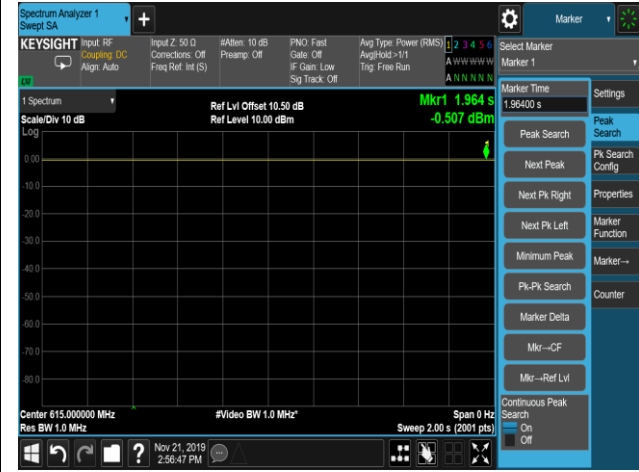 Spectrum Analyzer 1
Swept SA
+
Marker
KEYSIGHT
Input: RF
Coupling: DC
Align: Auto
Input Z: 50 Ω
Corrections: Off
Freq Ref: Int (S)
#Atten: 10 dB
Preamp: Off
PNO: Fast
Gate: Off
IF Gain: Low
Sig Track: Off
Avg Type: Power (RMS)
Avg|Hold:>1/1
Trig: Free Run
1 2 3 4 5 6
A W W W W W
A N N N N N
LXI
Select Marker
Marker 1
1 Spectrum
Scale/Div 10 dB
Log
Ref Lvl Offset 10.50 dB
Ref Level 10.00 dBm
Mkr1 1.964 s
-0.507 dBm
0.00
-10.0
-20.0
-30.0
-40.0
-50.0
-60.0
-70.0
-80.0
Center 615.000000 MHz
Res BW 1.0 MHz
#Video BW 1.0 MHz*
Span 0 Hz
Sweep 2.00 s (2001 pts)
Marker Time
1.96400 s
Peak Search
Next Peak
Next Pk Right
Next Pk Left
Minimum Peak
Pk-Pk Search
Marker Delta
Mkr→CF
Mkr→Ref Lvl
Continuous Peak
Search
On
Off
Settings
Peak
Search
Pk Search
Config
Properties
Marker
Function
Marker→
Counter
?
Nov 21, 2019
2:56:47 PM